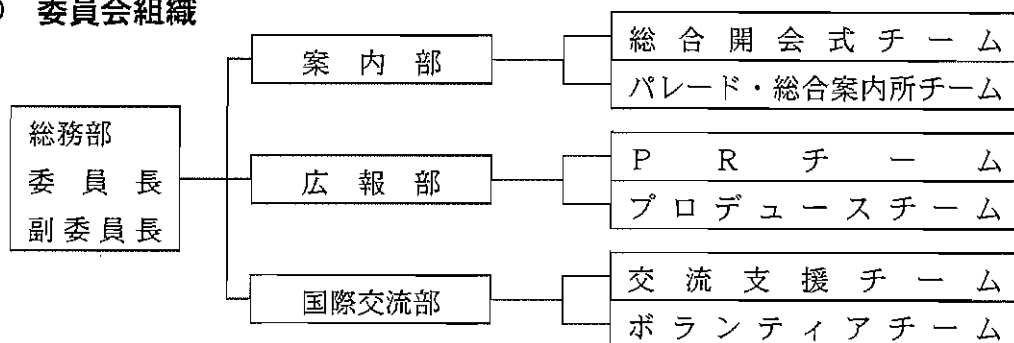 委員会組織
総務部
委員長
副委員長
案内部
総合開会式チーム
パレード・総合案内所チーム
広報部
PRチーム
プロデュースチーム
国際交流部
交流支援チーム
ボランティアチーム